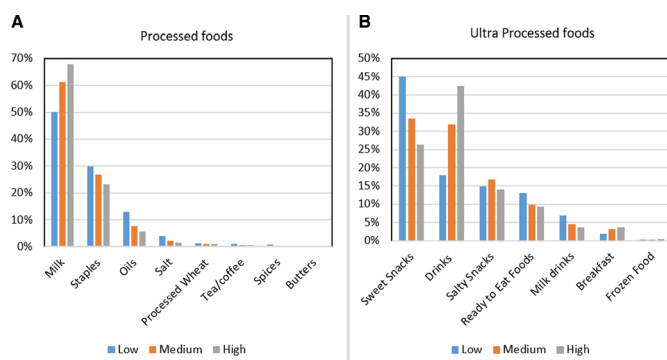 A
Processed foods
70%
60%
50%
40%
30%
20%
10%
0%
Milk
Staples
Oils
Salt
Processed Wheat
Tea/coffee
Spices
Butters
Low Medium High
B
Ultra Processed foods
50%
45%
40%
35%
30%
25%
20%
15%
10%
5%
0%
Sweet Snacks
Drinks
Salty Snacks
Ready to Eat Foods
Milk drinks
Breakfast
Frozen Food
Low Medium High